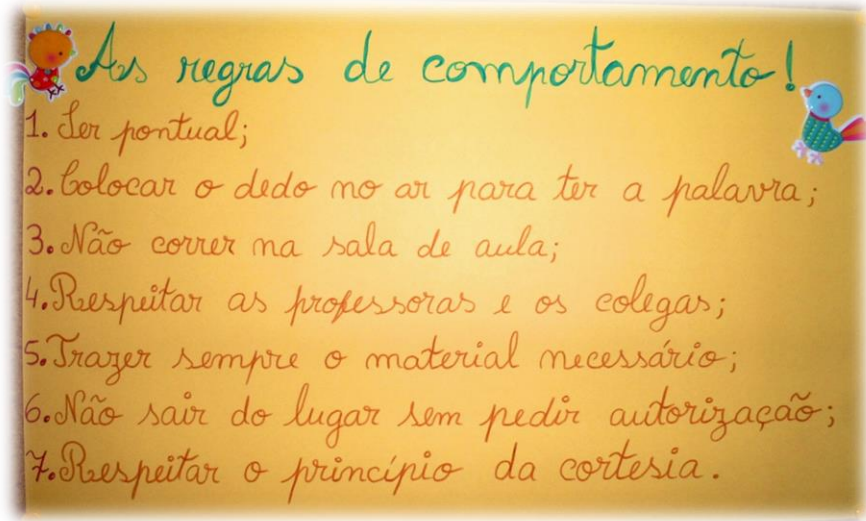 As regras de comportamento!
1. Ser pontual;
2. Colocar o dedo no ar para ter a palavra;
3. Não correr na sala de aula;
4. Respeitar as professoras e os colegas;
5. Trazer sempre o material necessário;
6. Não sair do lugar sem pedir autorização;
7. Respeitar o princípio da cortesia.